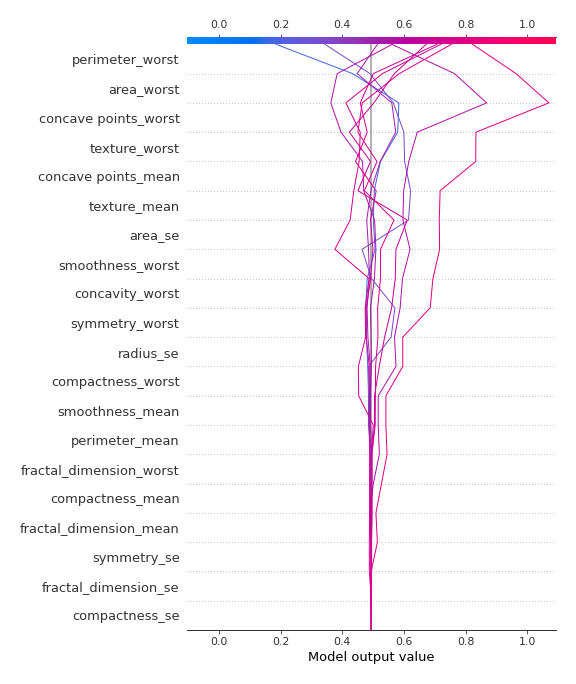 0.0 0.2 0.4 0.6 0.8 1.0
perimeter_worst
area_worst
concave points_worst
texture_worst
concave points_mean
texture_mean
area_se
smoothness_worst
concavity_worst
symmetry_worst
radius_se
compactness_worst
smoothness_mean
perimeter_mean
fractal_dimension_worst
compactness_mean
fractal_dimension_mean
symmetry_se
fractal_dimension_se
compactness_se
0.0 0.2 0.4 0.6 0.8 1.0
Model output value